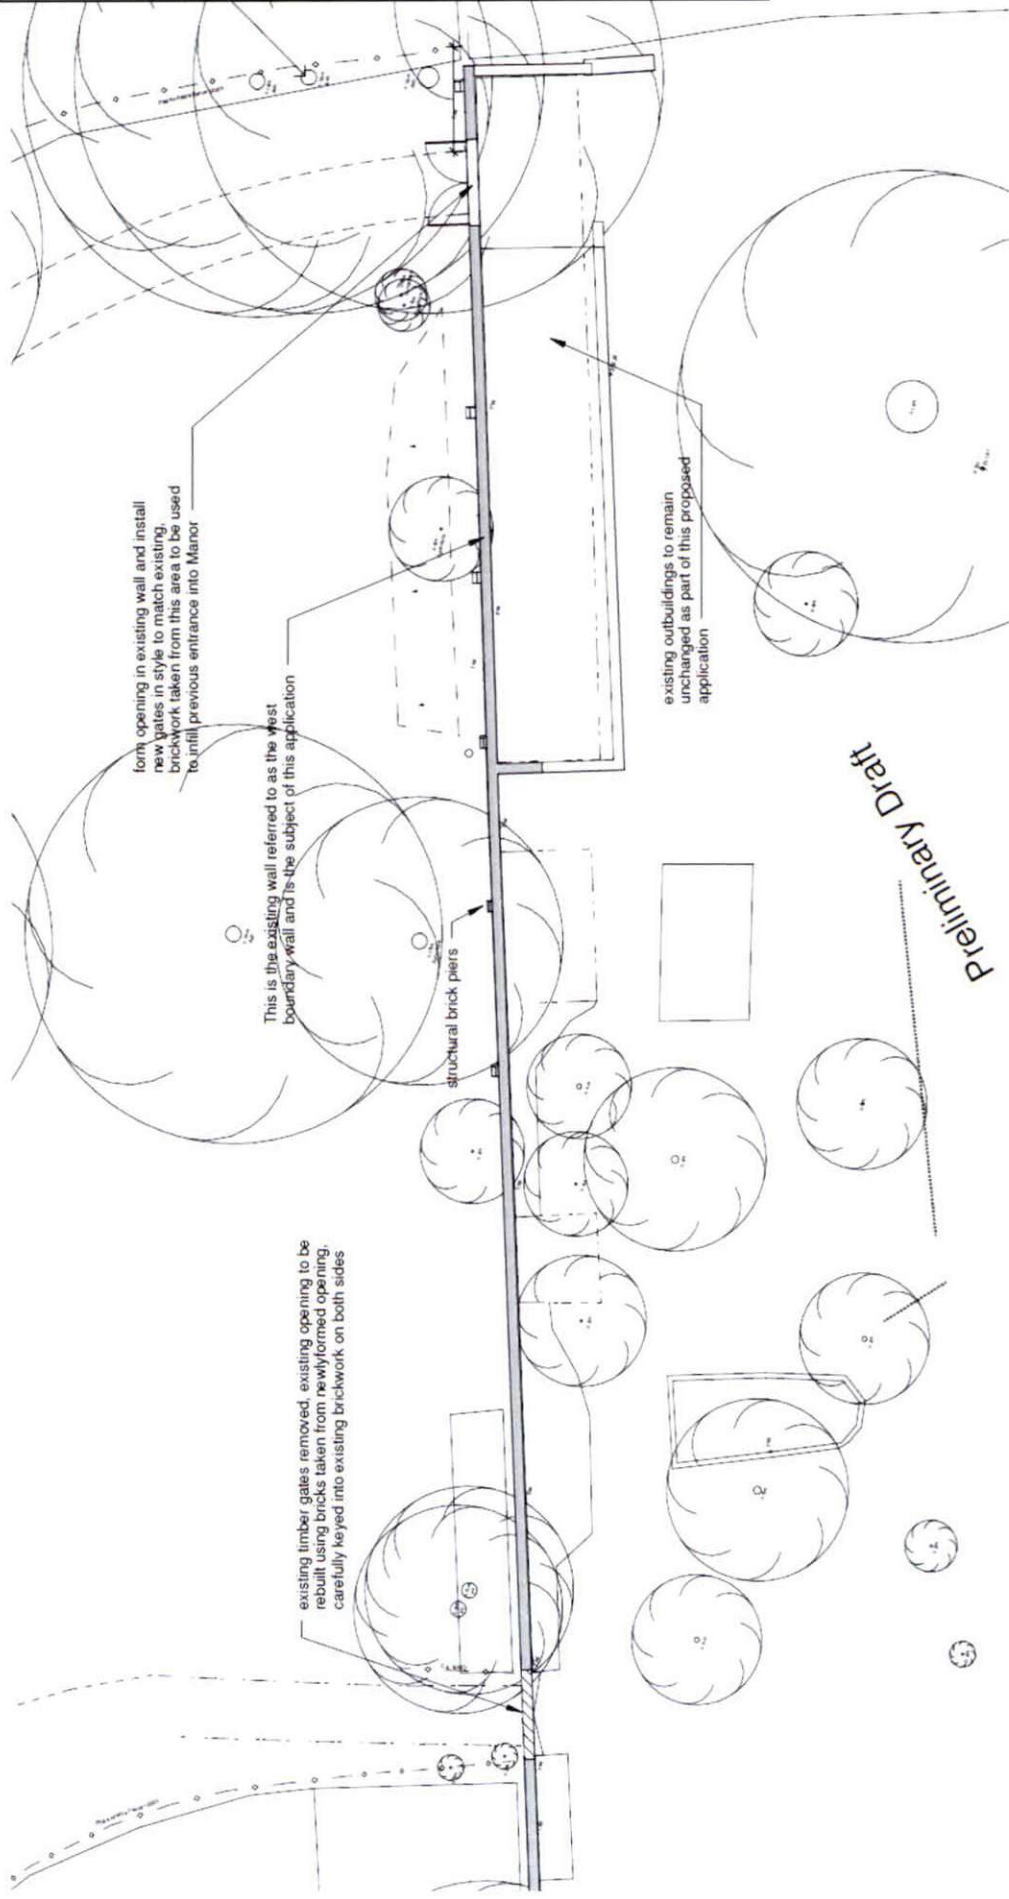 form opening in existing wall and install
new gates in style to match existing,
brickwork taken from this area to be used
to infill previous entrance into Manor
This is the existing wall referred to as the west
boundary wall and is the subject of this application
structural brick piers
existing outbuildings to remain
unchanged as part of this proposed
application
existing timber gates removed, existing opening to be
rebuilt using bricks taken from newlyformed opening,
carefully keyed into existing brickwork on both sides
Preliminary Draft